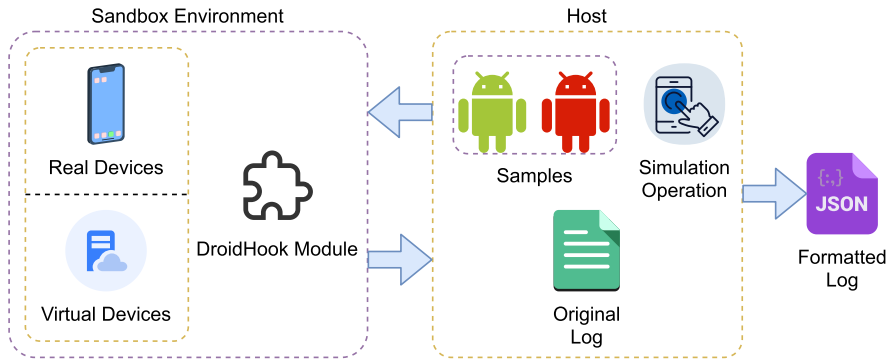 Sandbox Environment
Host
Real Devices
Virtual Devices
DroidHook Module
Samples
Simulation
Operation
Original
Log
{:,}
JSON
Formatted
Log